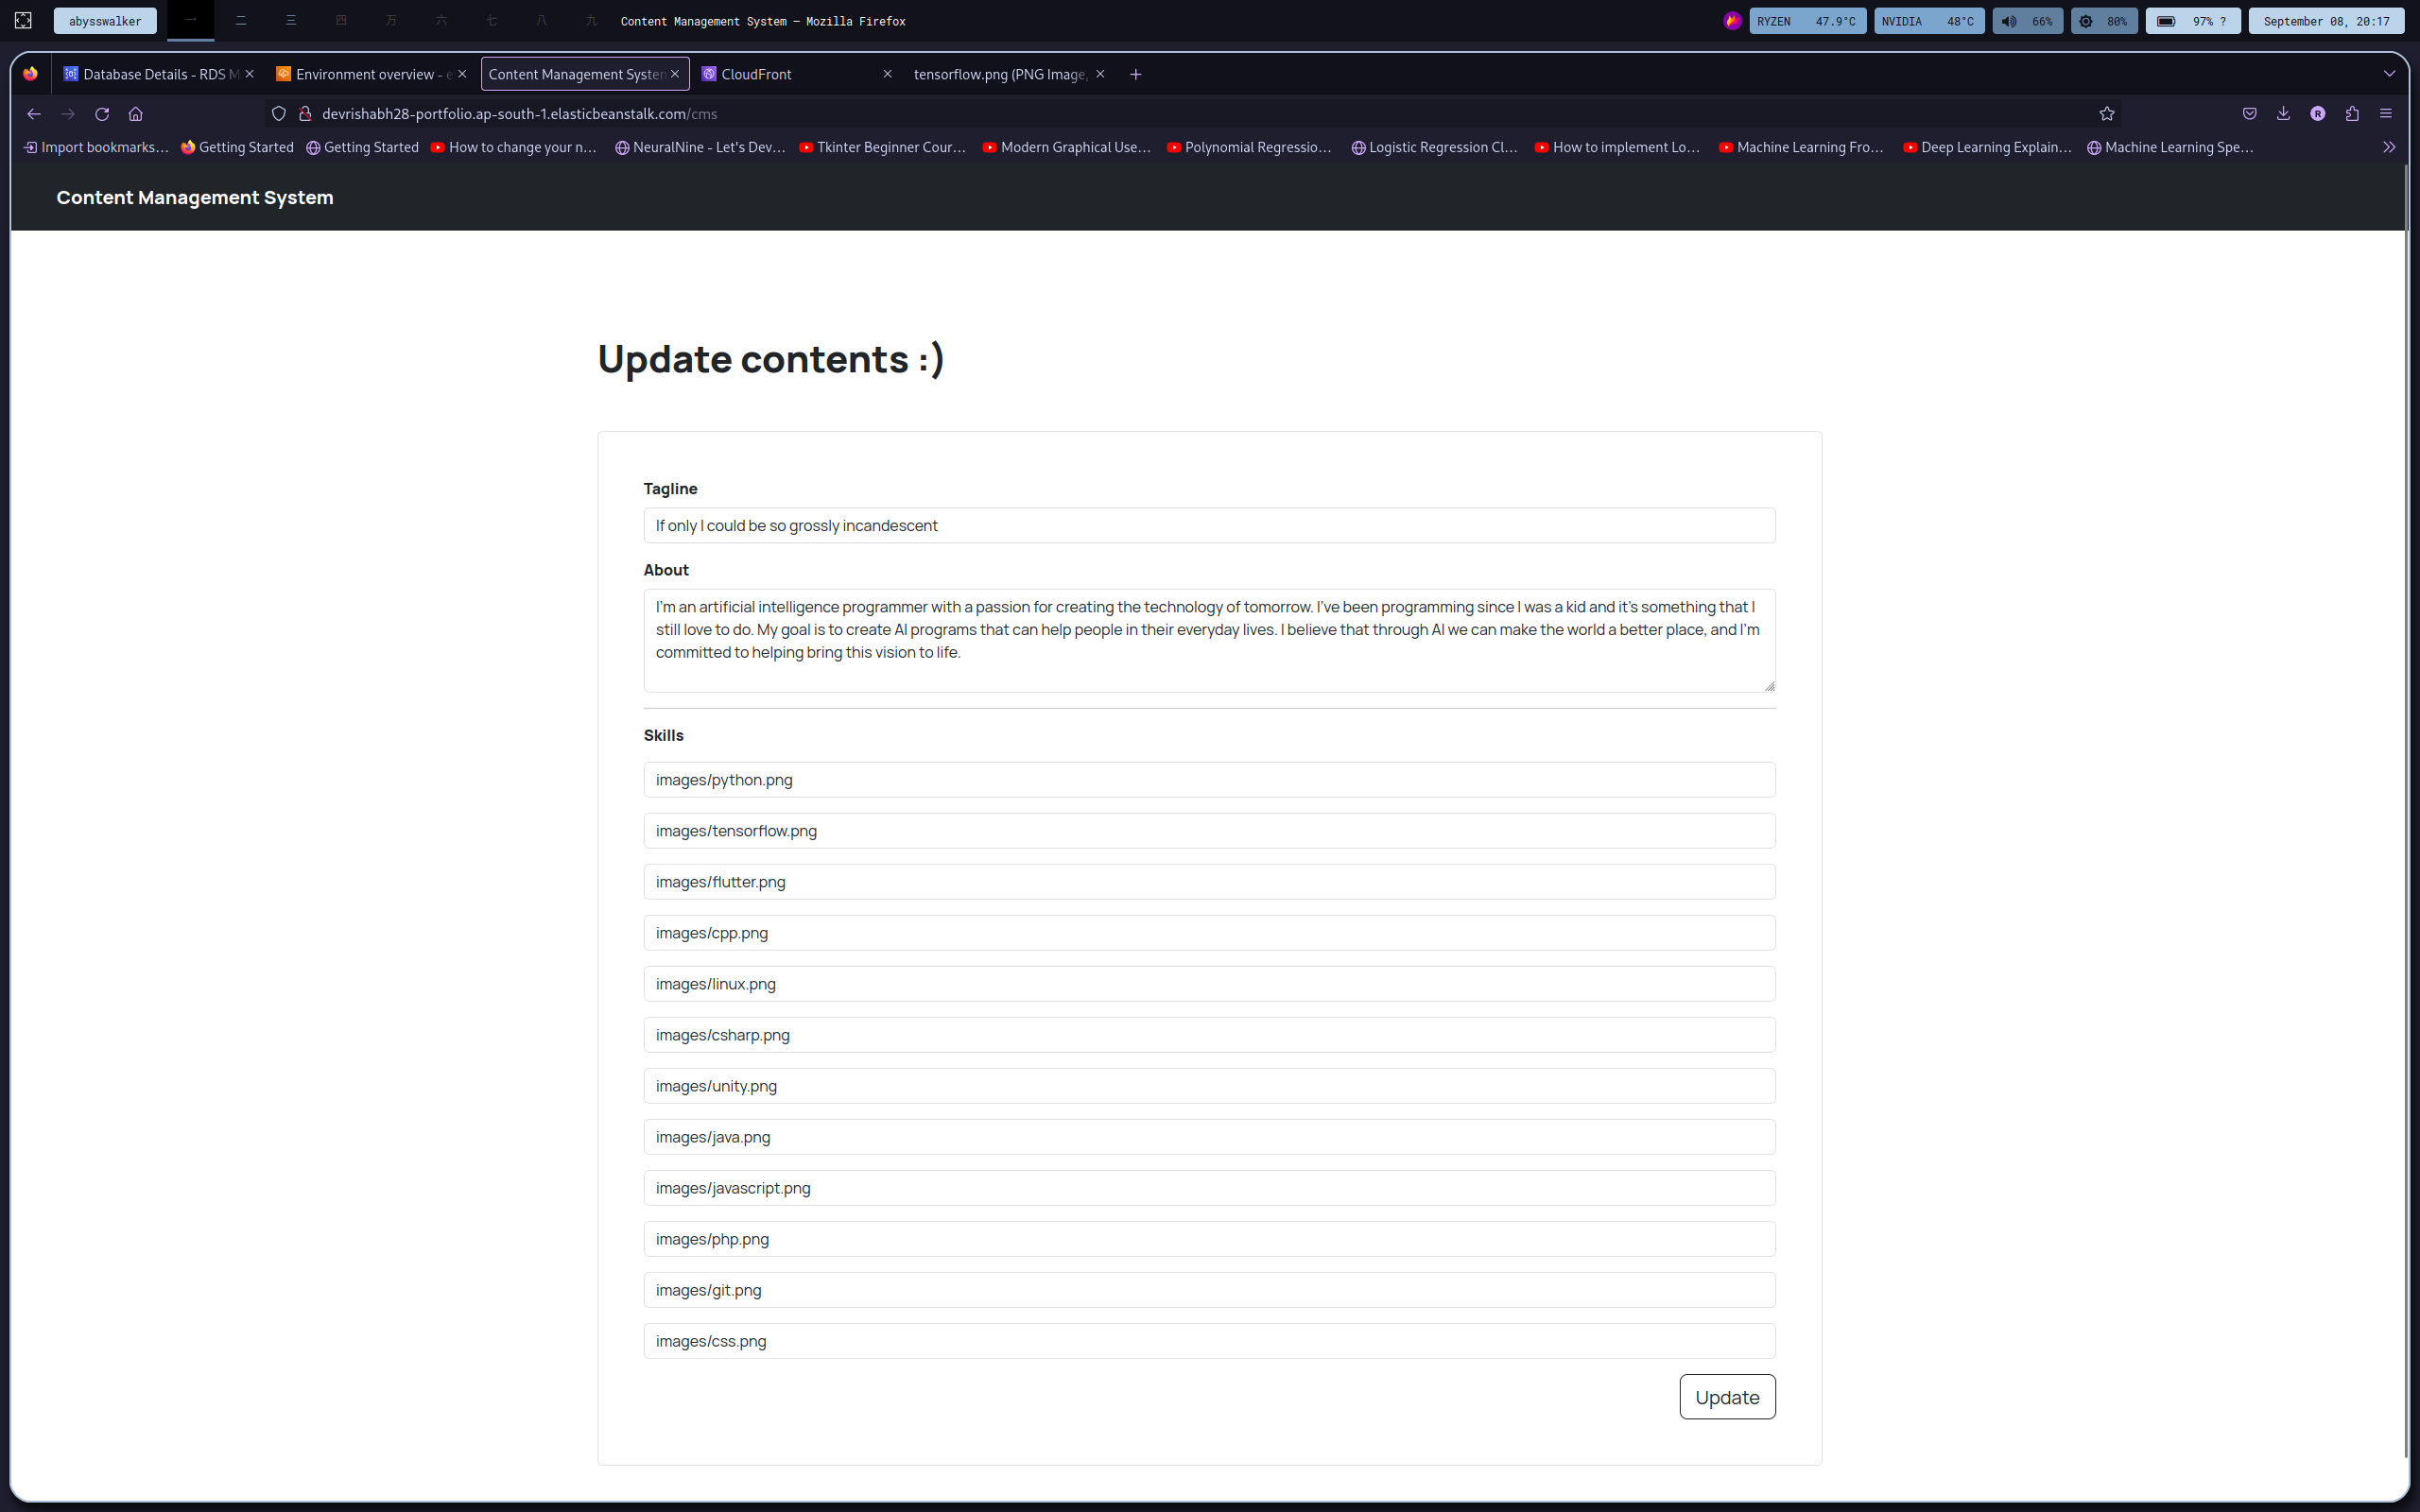 abysswalker 一 二 三 四 万 六 七 八 九 Content Management System — Mozilla Firefox RYZEN 47.9°C NVIDIA 48°C 66% 80% 97% ? September 08, 20:17
Database Details - RDS M Environment overview - e Content Management System CloudFront tensorflow.png (PNG Image,
devrishabh28-portfolio.ap-south-1.elasticbeanstalk.com/cms
Import bookmarks... Getting Started Getting Started How to change your n... NeuralNine - Let's Dev... Tkinter Beginner Cour... Modern Graphical Use... Polynomial Regressio... Logistic Regression Cl... How to implement Lo... Machine Learning Fro... Deep Learning Explain... Machine Learning Spe...
Content Management System
Update contents :)
Tagline
If only I could be so grossly incandescent
About
I'm an artificial intelligence programmer with a passion for creating the technology of tomorrow. I've been programming since I was a kid and it's something that I
still love to do. My goal is to create AI programs that can help people in their everyday lives. I believe that through AI we can make the world a better place, and I'm
committed to helping bring this vision to life.
Skills
images/python.png
images/tensorflow.png
images/flutter.png
images/cpp.png
images/linux.png
images/csharp.png
images/unity.png
images/java.png
images/javascript.png
images/php.png
images/git.png
images/css.png
Update